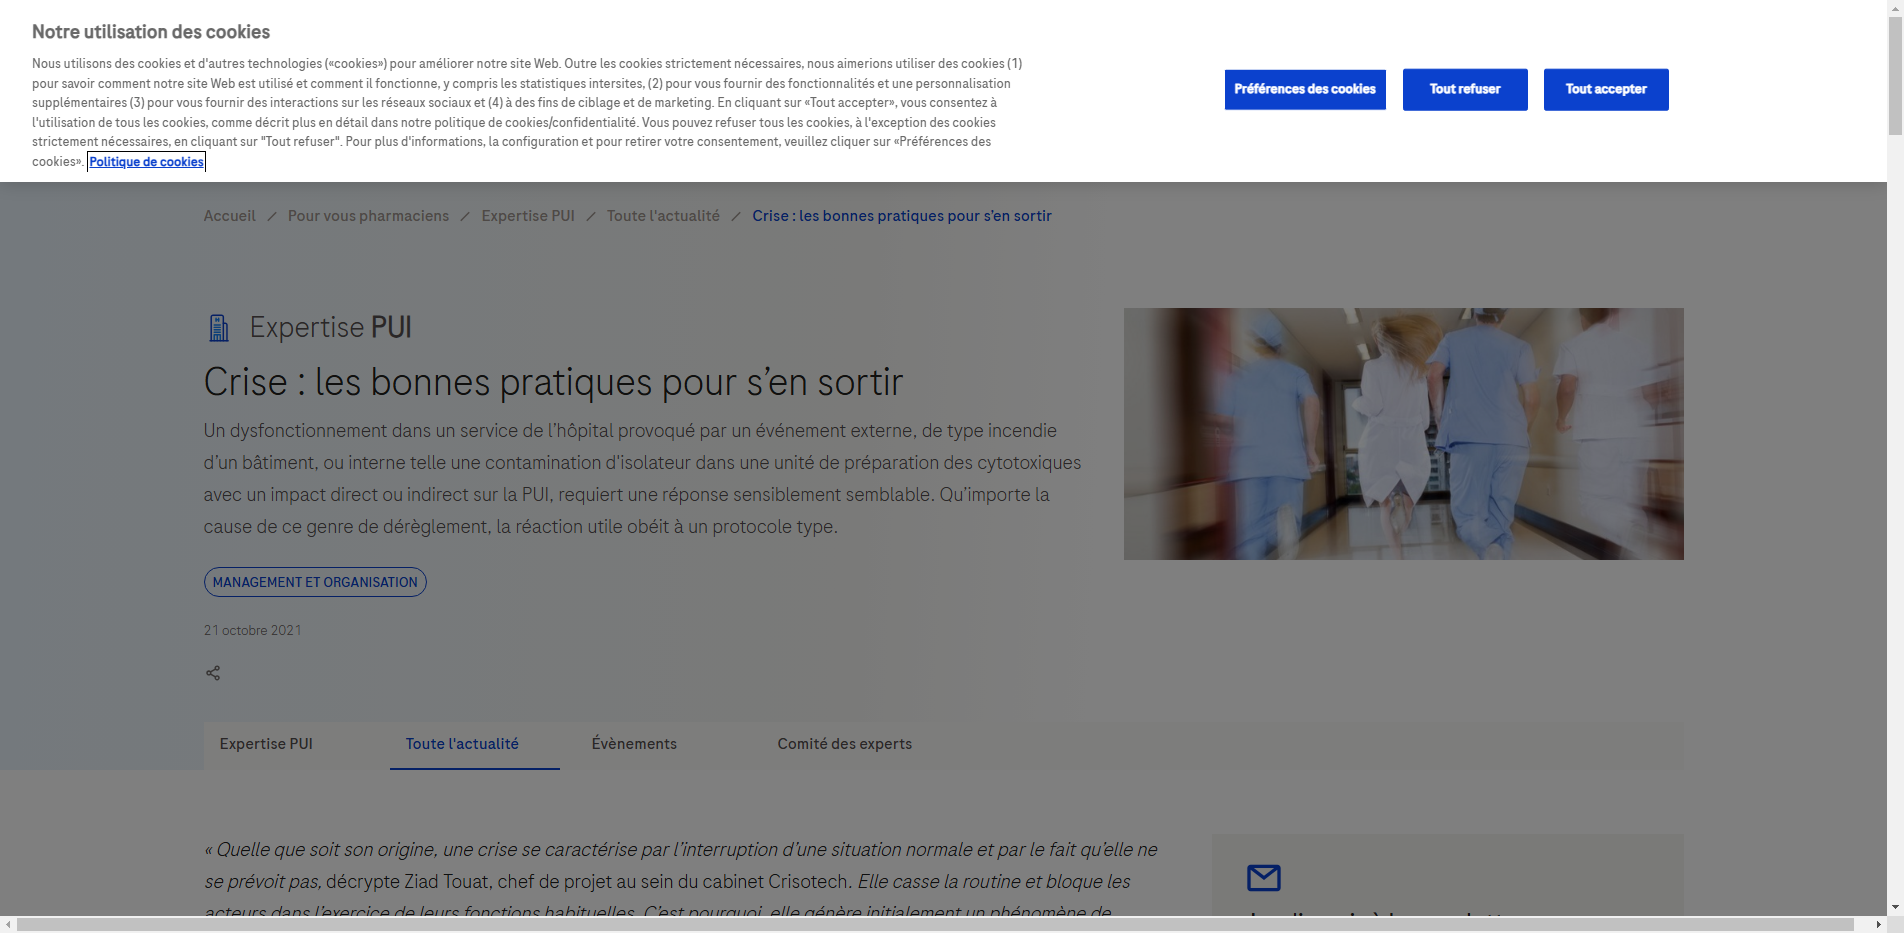 Notre utilisation des cookies
Nous utilisons des cookies et d'autres technologies («cookies») pour améliorer notre site Web. Outre les cookies strictement nécessaires, nous aimerions utiliser des cookies (1)
pour savoir comment notre site Web est utilisé et comment il fonctionne, y compris les statistiques intersites, (2) pour vous fournir des fonctionnalités et une personnalisation
supplémentaires (3) pour vous fournir des interactions sur les réseaux sociaux et (4) à des fins de ciblage et de marketing. En cliquant sur «Tout accepter», vous consentez à
l'utilisation de tous les cookies, comme décrit plus en détail dans notre politique de cookies/confidentialité. Vous pouvez refuser tous les cookies, à l'exception des cookies
strictement nécessaires, en cliquant sur "Tout refuser". Pour plus d'informations, la configuration et pour retirer votre consentement, veuillez cliquer sur «Préférences des
cookies». Politique de cookies
Préférences des cookies
Tout refuser
Tout accepter
Accueil / Pour vous pharmaciens / Expertise PUI / Toute l'actualité / Crise : les bonnes pratiques pour s’en sortir
Expertise PUI
Crise : les bonnes pratiques pour s’en sortir
Un dysfonctionnement dans un service de l’hôpital provoqué par un événement externe, de type incendie
d’un bâtiment, ou interne telle une contamination d'isolateur dans une unité de préparation des cytotoxiques
avec un impact direct ou indirect sur la PUI, requiert une réponse sensiblement semblable. Qu’importe la
cause de ce genre de dérèglement, la réaction utile obéit à un protocole type.
MANAGEMENT ET ORGANISATION
21 octobre 2021
Expertise PUI
Toute l'actualité
Évènements
Comité des experts
« Quelle que soit son origine, une crise se caractérise par l’interruption d’une situation normale et par le fait qu’elle ne
se prévoit pas, décrypte Ziad Touat, chef de projet au sein du cabinet Crisotech. Elle casse la routine et bloque les
acteurs dans l’exercice de leurs fonctions habituelles. C’est pourquoi, elle génère initialement un phénomène de